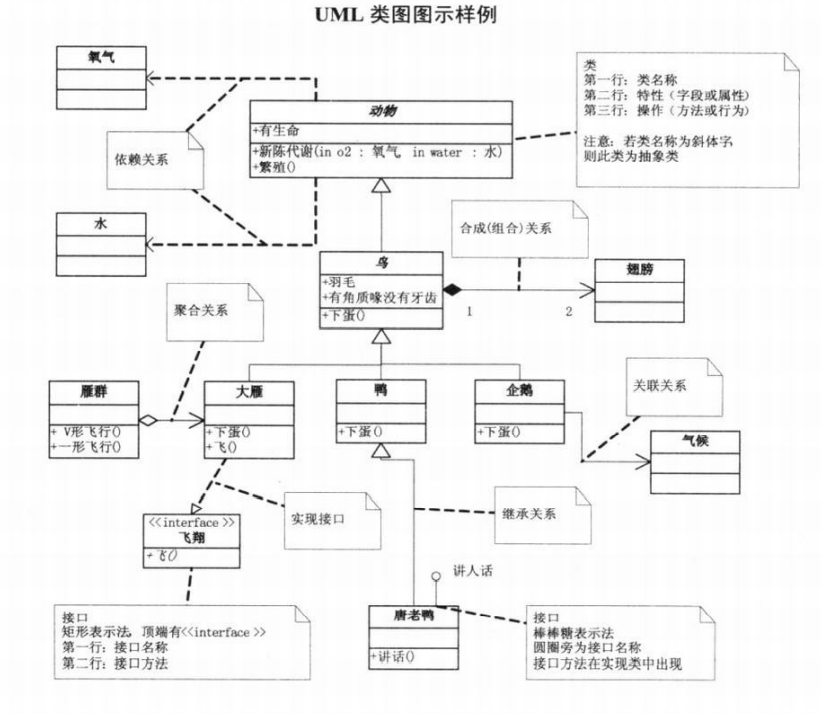 UML 类图图示样例
氧气
动物
+有生命
+新陈代谢(in o2 : 氧气, in water : 水)
+繁殖()
类
第一行: 类名称
第二行: 特性 (字段或属性)
第三行: 操作 (方法或行为)
注意: 若类名称为斜体字
则此类为抽象类
依赖关系
水
合成(组合)关系
鸟
+羽毛
+有角质喙没有牙齿
+下蛋()
1
2
翅膀
聚合关系
雁群
+ V形飞行()
+一形飞行()
大雁
+下蛋()
+飞()
鸭
+下蛋()
企鹅
+下蛋()
关联关系
气候
<<interface>>
飞翔
+飞()
实现接口
继承关系
讲人话
接口
矩形表示法, 顶端有<<interface>>
第一行: 接口名称
第二行: 接口方法
唐老鸭
+讲话()
接口
棒棒糖表示法
圆圈旁为接口名称
接口方法在实现类中出现